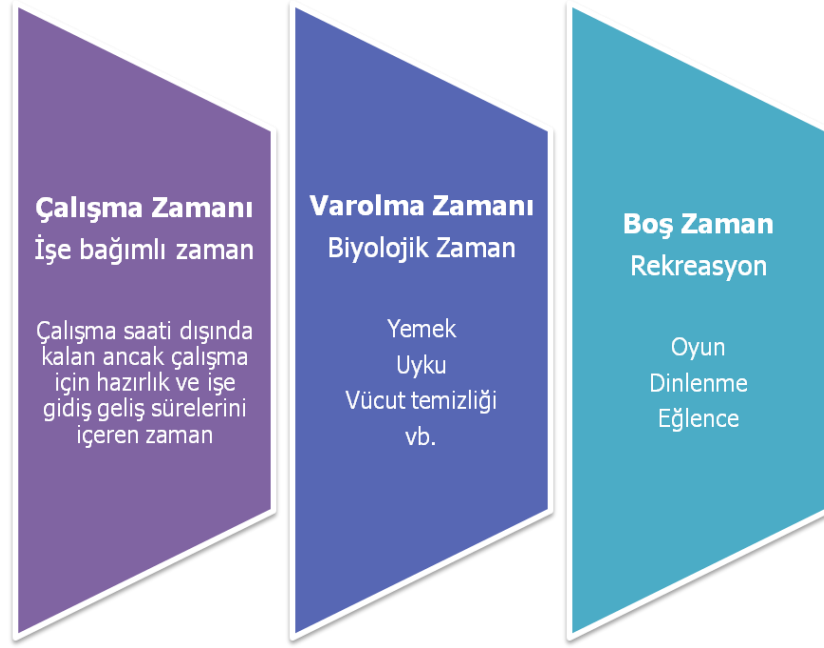 Çalışma Zamanı
İşe bağımlı zaman
Çalışma saati dışında
kalan ancak çalışma
için hazırlık ve işe
gidiş geliş sürelerini
içeren zaman
Varolma Zamanı
Biyolojik Zaman
Yemek
Uyku
Vücut temizliği
vb.
Boş Zaman
Rekreasyon
Oyun
Dinlenme
Eğlence